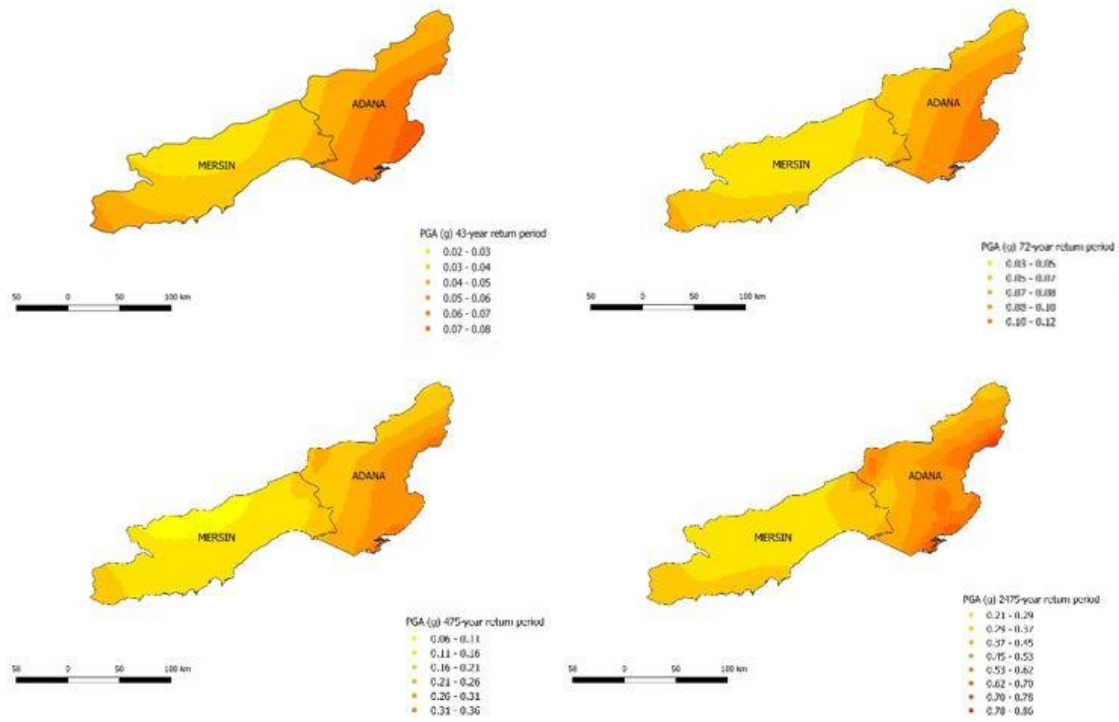 ADANA
MERSIN
PGA (g) 43-year return period
0.02 - 0.03
0.03 - 0.04
0.04 - 0.05
0.05 - 0.06
0.06 - 0.07
0.07 - 0.08
50 0 50 100 km
ADANA
MERSIN
PGA (g) 72-year return period
0.03 - 0.05
0.05 - 0.07
0.07 - 0.08
0.08 - 0.10
0.10 - 0.12
50 0 50 100 km
ADANA
MERSIN
PGA (g) 475-year return period
0.06 - 0.11
0.11 - 0.16
0.16 - 0.21
0.21 - 0.26
0.26 - 0.31
0.31 - 0.36
50 0 50 100 km
ADANA
MERSIN
PGA (g) 2475-year return period
0.21 - 0.29
0.29 - 0.37
0.37 - 0.45
0.45 - 0.53
0.53 - 0.62
0.62 - 0.70
0.70 - 0.78
0.78 - 0.86
50 0 50 100 km